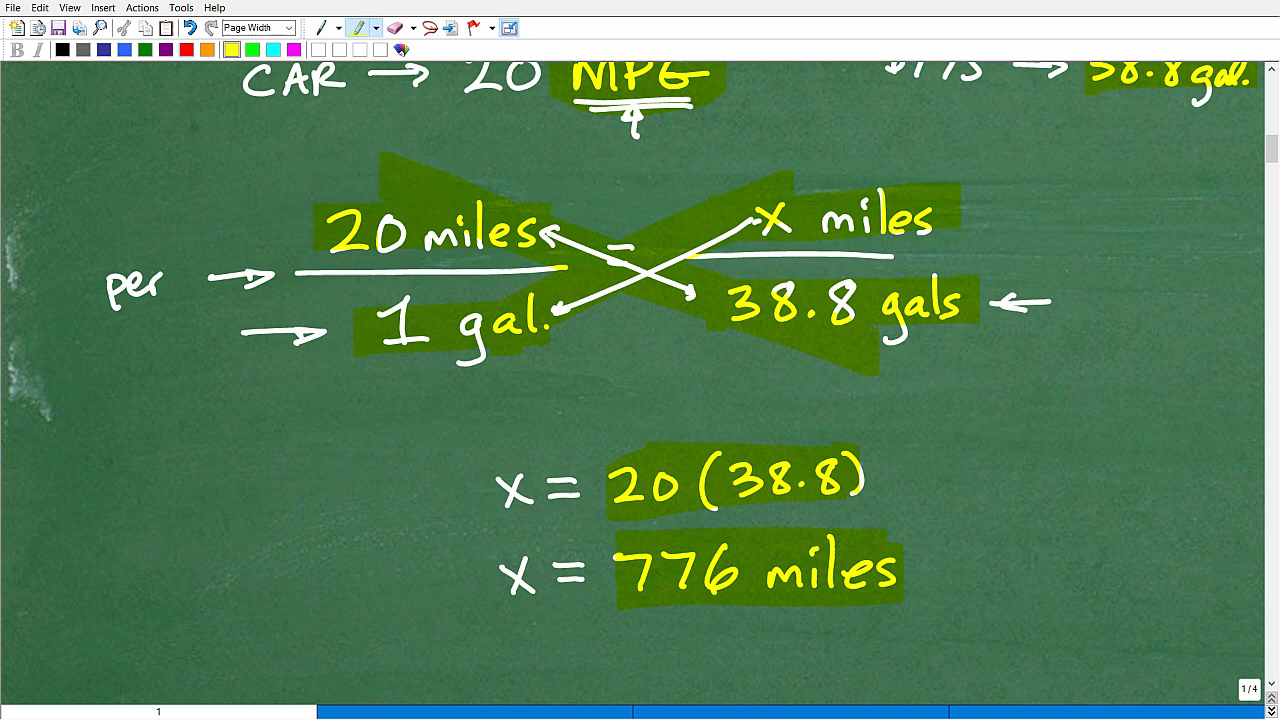 File Edit View Insert Actions Tools Help
Page Width
B I
CAR → 20 MPG → 38.8 gal.
20 miles = x miles
per →
→ 1 gal. 38.8 gals ←
x = 20 (38.8)
x = 776 miles
1/4
1